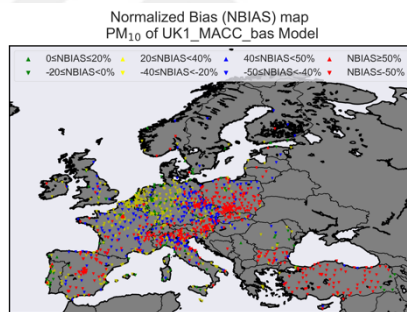 Normalized Bias (NBIAS) map
PM₁₀ of UK1_MACC_bas Model
0≤NBIAS≤20% 20≤NBIAS<40% 40≤NBIAS<50% NBIAS≥50%
-20≤NBIAS<0% -40≤NBIAS<-20% -50≤NBIAS<-40% NBIAS≤-50%